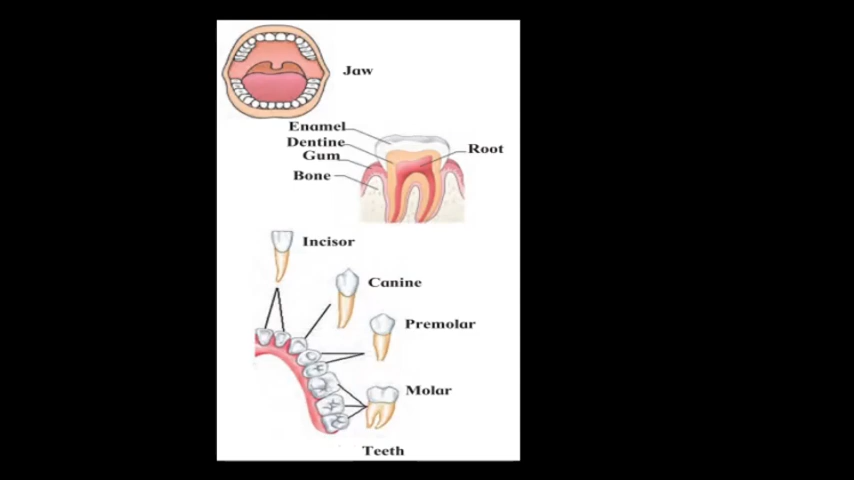 Jaw
Enamel
Dentine
Gum
Root
Bone
Incisor
Canine
Premolar
Molar
Teeth